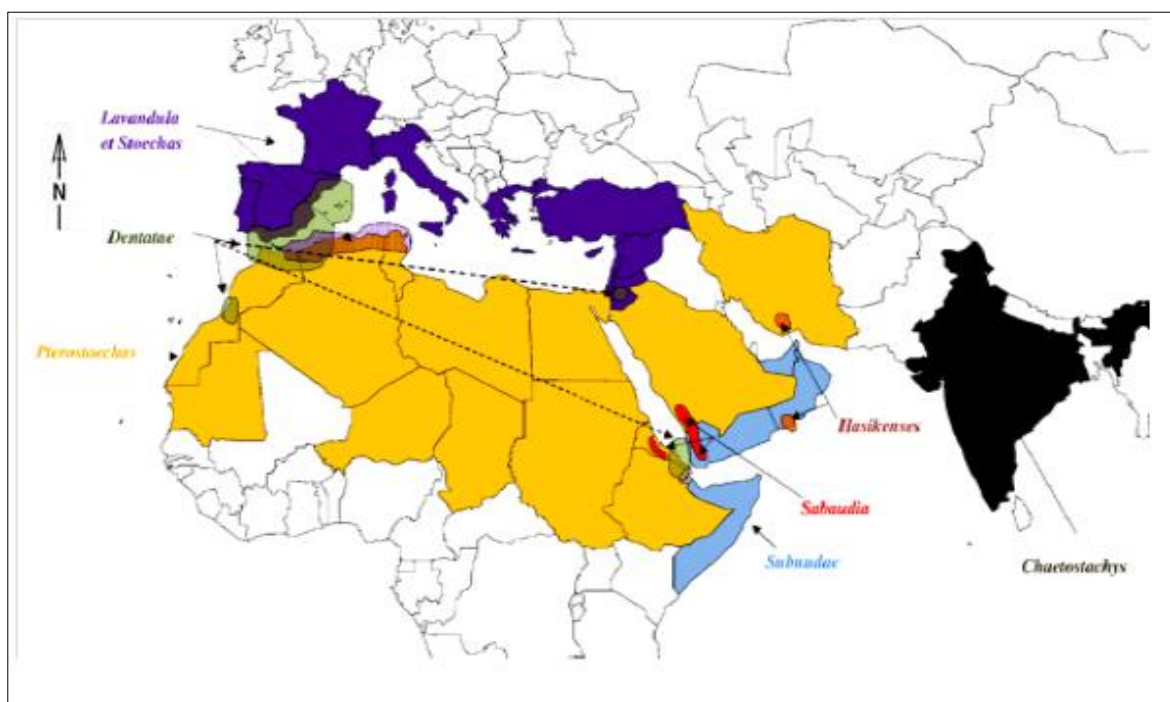 Lavandula
et Stoechas
N
Dentatae
Pterostoechas
Hasikenses
Sabaudia
Subnudae
Chaetostachys